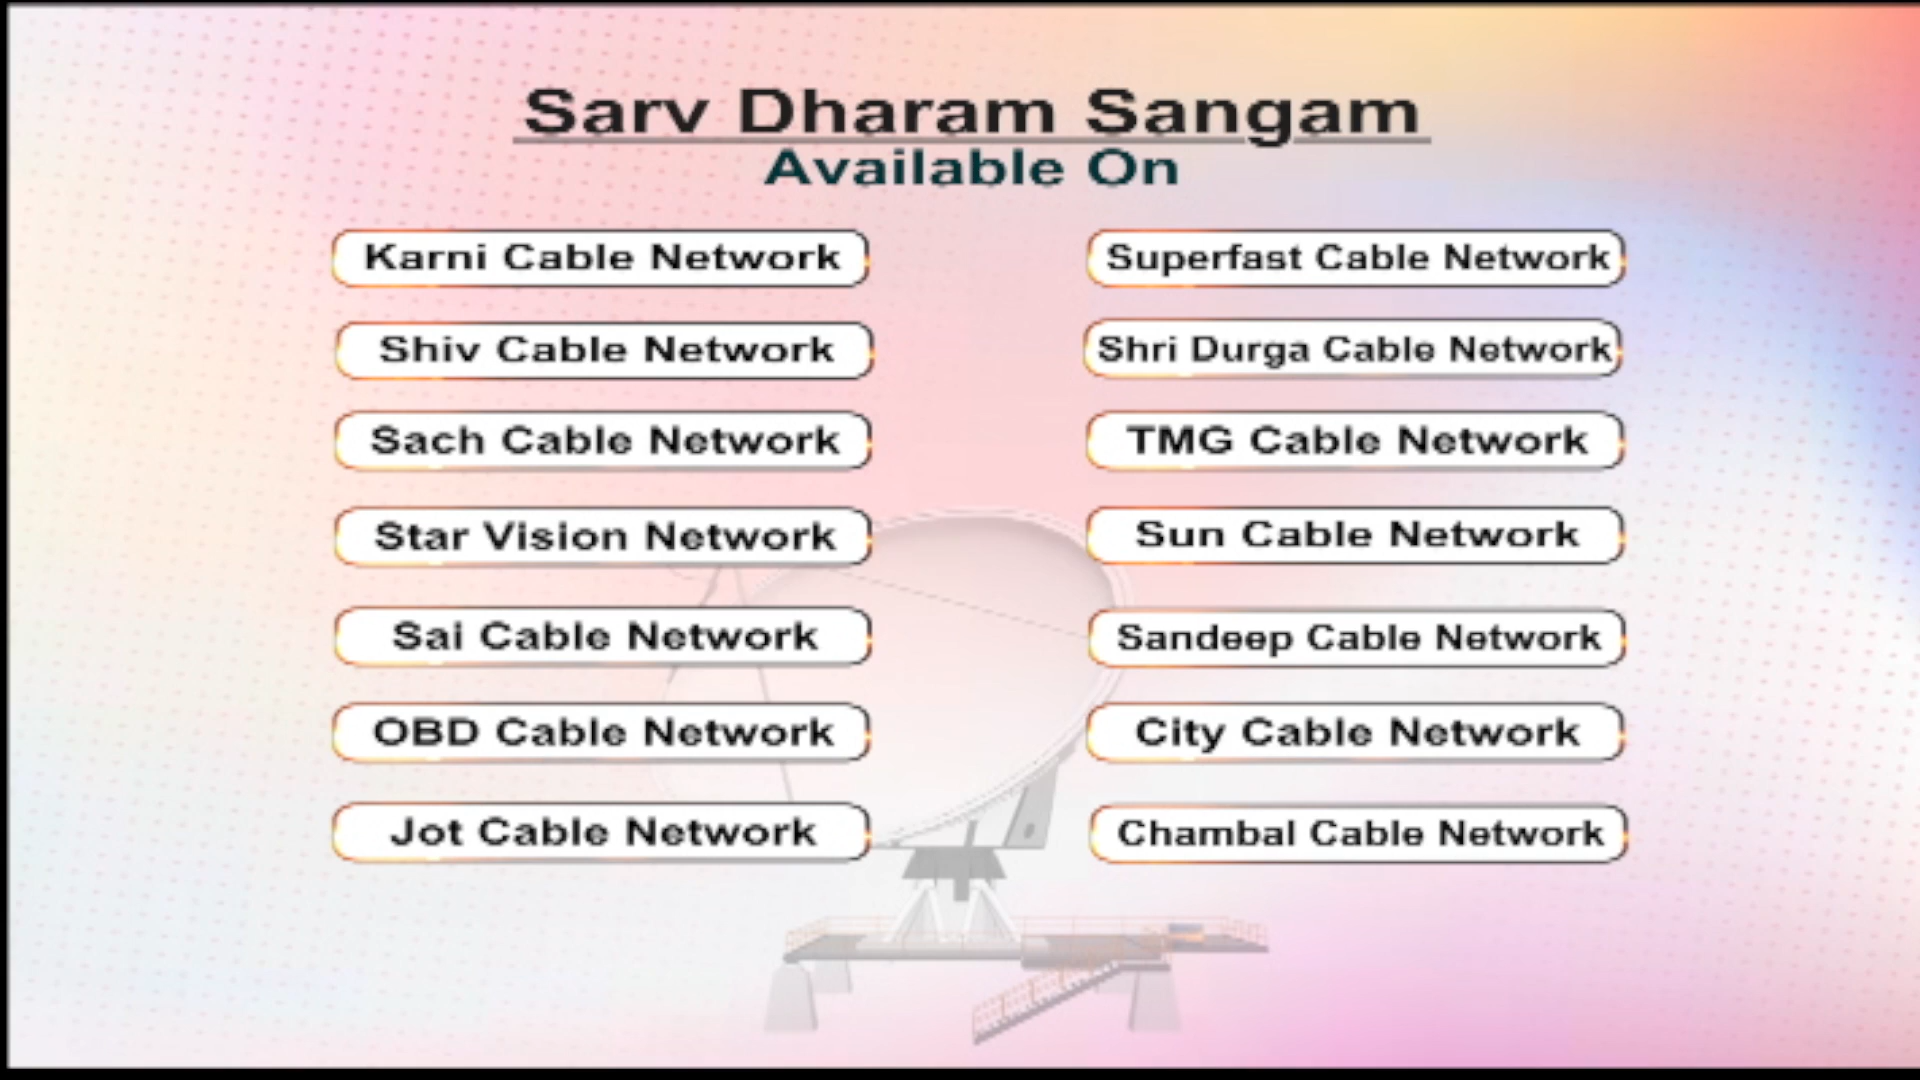 Sarv Dharam Sangam
Available On
Karni Cable Network
Superfast Cable Network
Shiv Cable Network
Shri Durga Cable Network
Sach Cable Network
TMG Cable Network
Star Vision Network
Sun Cable Network
Sai Cable Network
Sandeep Cable Network
OBD Cable Network
City Cable Network
Jot Cable Network
Chambal Cable Network